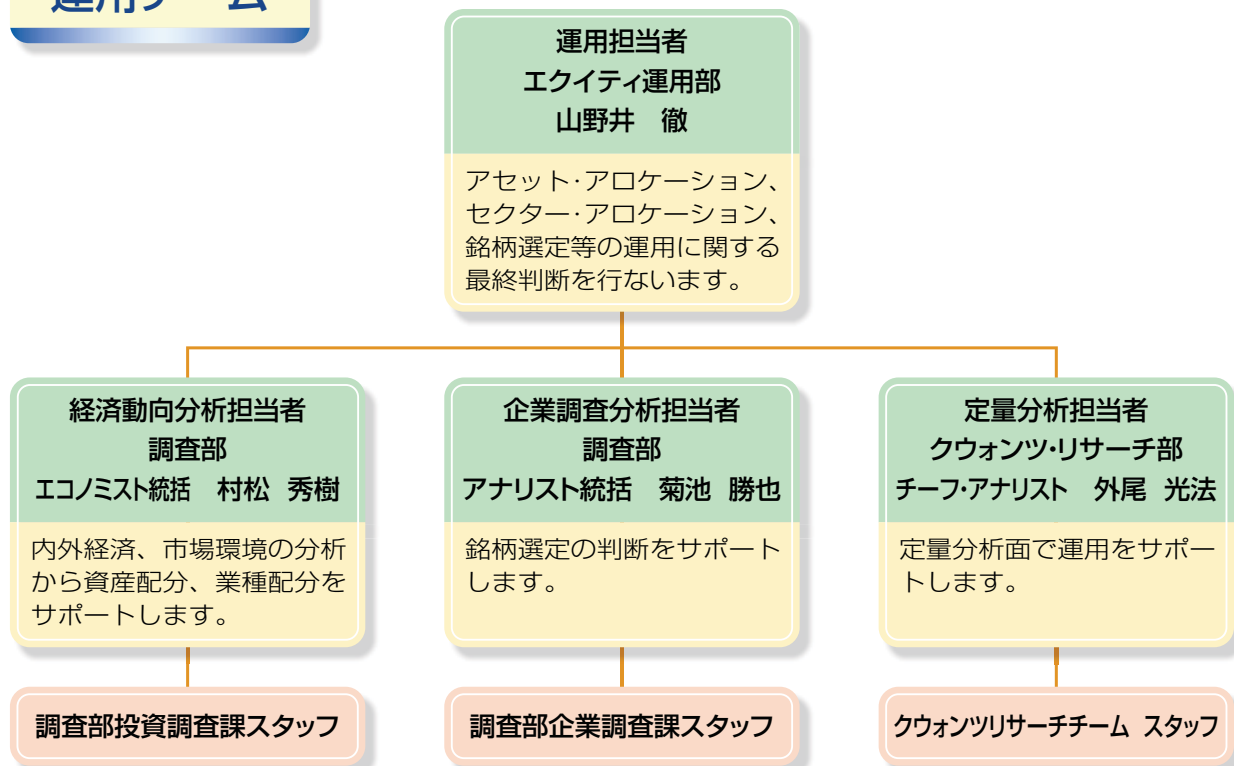 運用チーム
運用担当者
エクイティ運用部
山野井　徹
アセット・アロケーション、
セクター・アロケーション、
銘柄選定等の運用に関する
最終判断を行ないます。
経済動向分析担当者
調査部
エコノミスト統括　村松 秀樹
内外経済、市場環境の分析
から資産配分、業種配分を
サポートします。
企業調査分析担当者
調査部
アナリスト統括　菊池 勝也
銘柄選定の判断をサポート
します。
定量分析担当者
クウォンツ・リサーチ部
チーフ・アナリスト　外尾 光法
定量分析面で運用をサポー
トします。
調査部投資調査課スタッフ
調査部企業調査課スタッフ
クウォンツリサーチチーム スタッフ